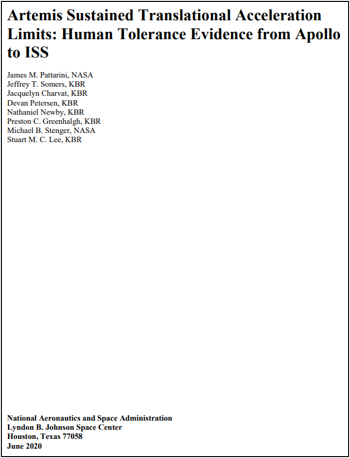 Artemis Sustained Translational Acceleration
Limits: Human Tolerance Evidence from Apollo
to ISS
James M. Pattarini, NASA
Jeffrey T. Somers, KBR
Jacquelyn Charvat, KBR
Devan Petersen, KBR
Nathaniel Newby, KBR
Preston C. Greenhalgh, KBR
Michael B. Stenger, NASA
Stuart M. C. Lee, KBR
National Aeronautics and Space Administration
Lyndon B. Johnson Space Center
Houston, Texas 77058
June 2020